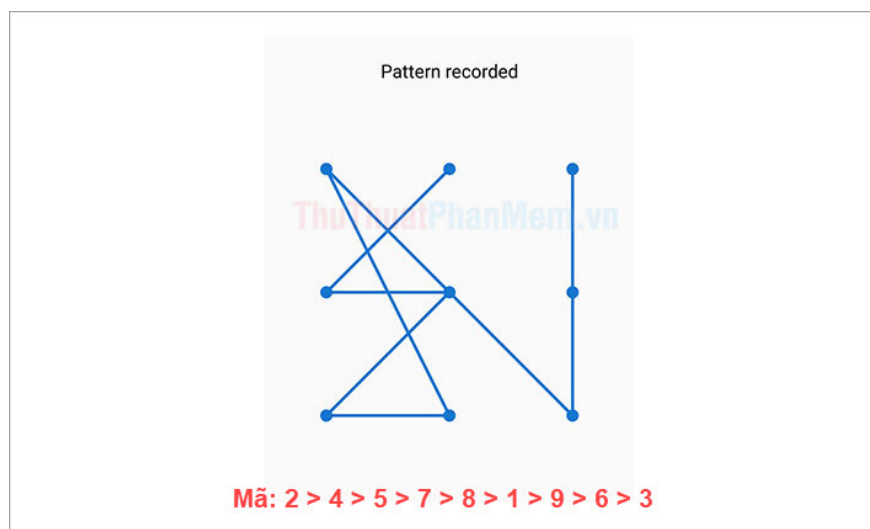 Pattern recorded
ThuThuatPhanMem.vn
Mã: 2 > 4 > 5 > 7 > 8 > 1 > 9 > 6 > 3